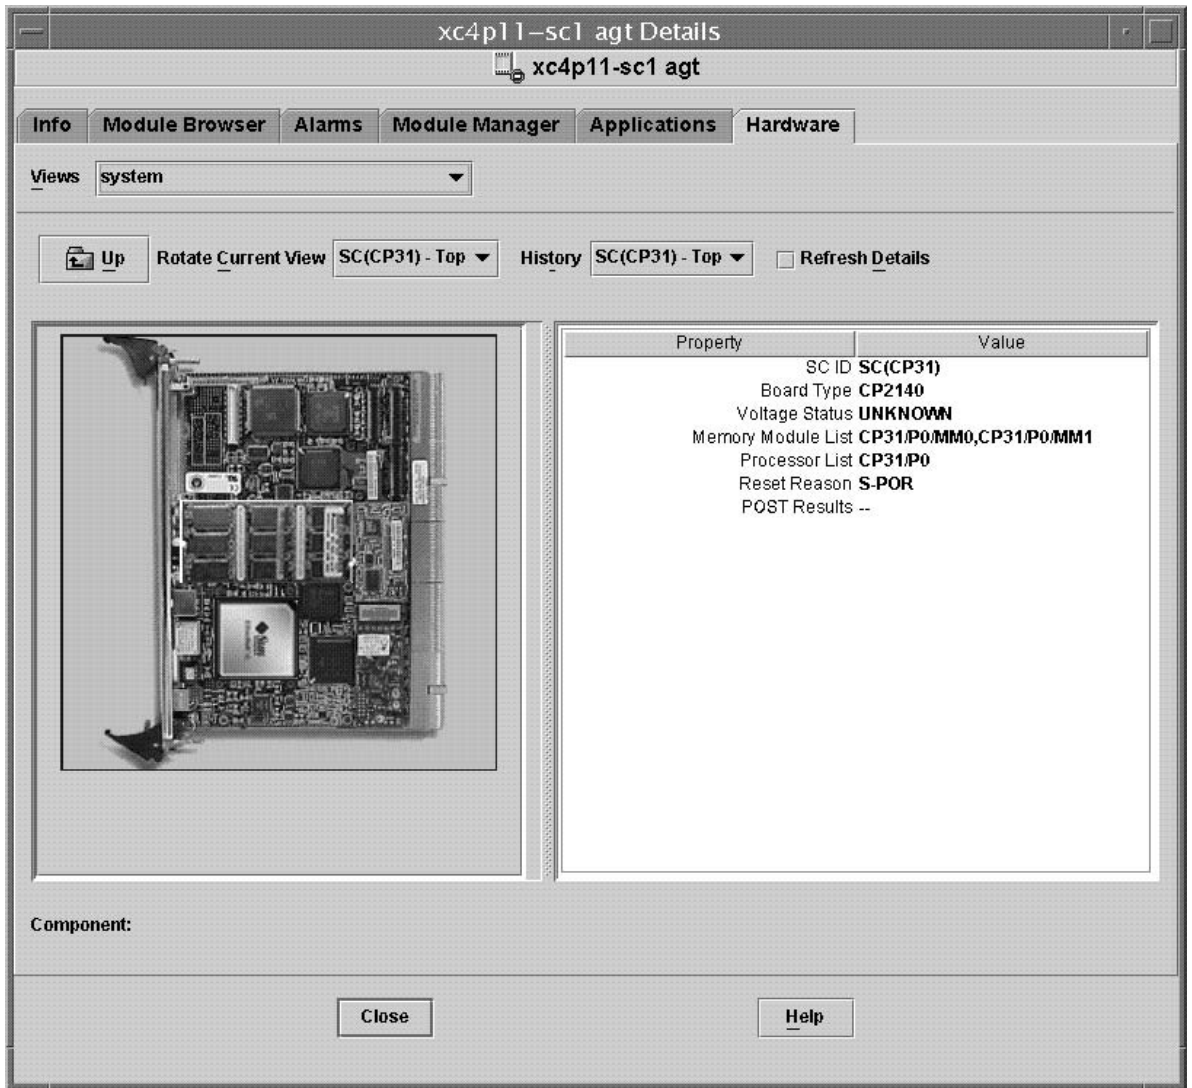 xc4p11-sc1 agt Details
xc4p11-sc1 agt
Info Module Browser Alarms Module Manager Applications Hardware
Views system
Up Rotate Current View SC(CP31) - Top History SC(CP31) - Top Refresh Details
Property Value
SC ID SC(CP31)
Board Type CP2140
Voltage Status UNKNOWN
Memory Module List CP31/P0/MM0,CP31/P0/MM1
Processor List CP31/P0
Reset Reason S-POR
POST Results --
Sun
Component:
Close Help